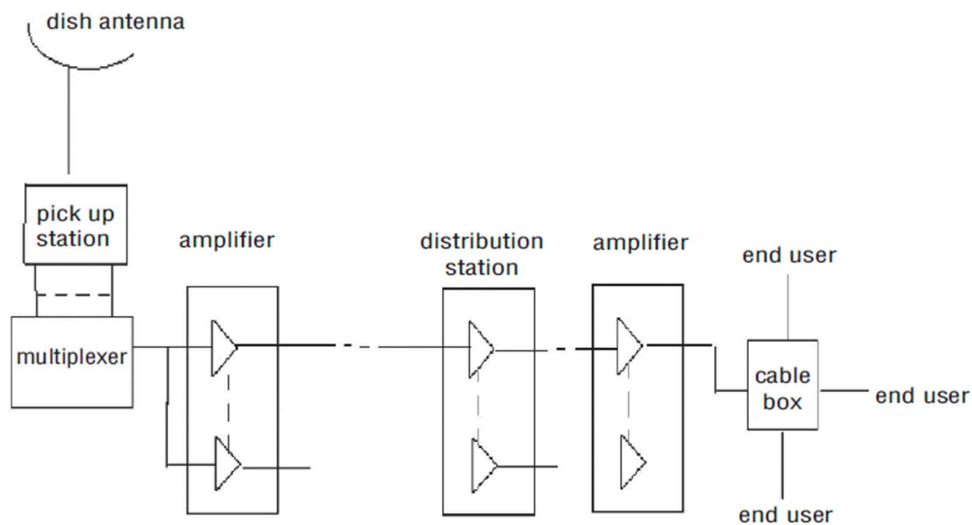 dish antenna
pick up
station
amplifier
distribution
station
amplifier
end user
multiplexer
cable
box
end user
end user